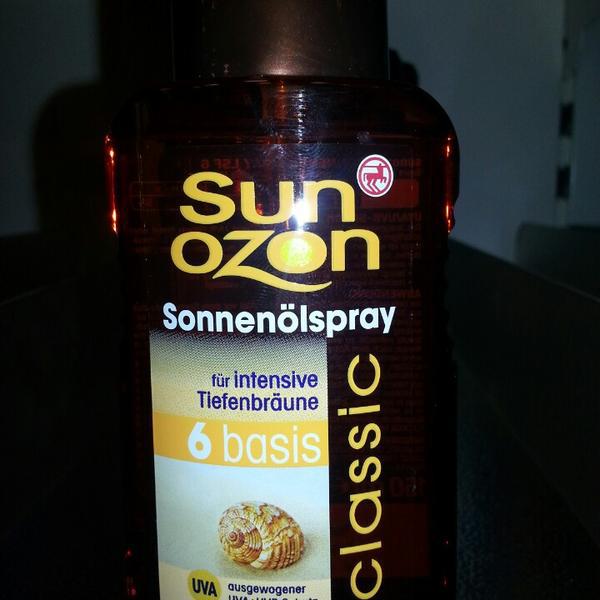 sun
ozon
Sonnenölspray
für intensive
Tiefenbräune
6 basis
classic
UVA
ausgewogener